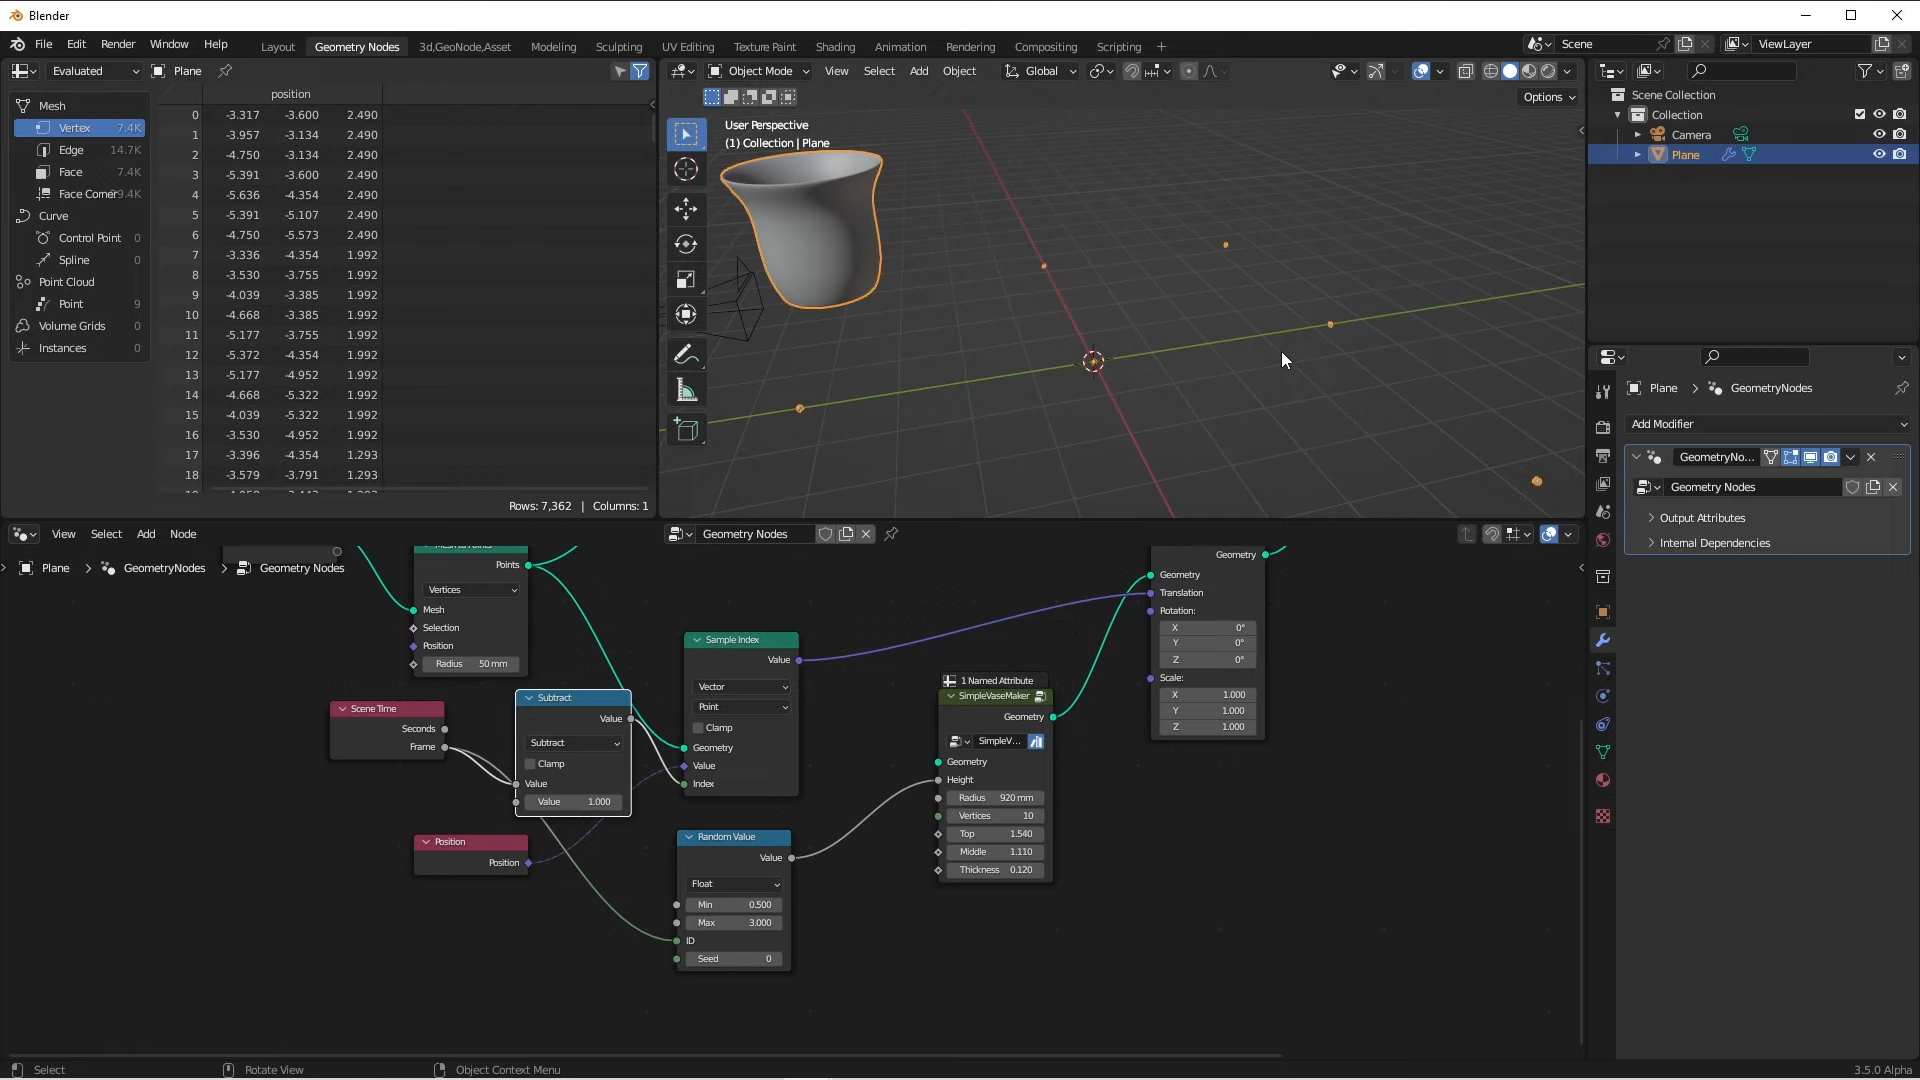 Blender
File Edit Render Window Help
Layout Geometry Nodes 3d,GeoNode,Asset Modeling Sculpting UV Editing Texture Paint Shading Animation Rendering Compositing Scripting
Scene
ViewLayer
Evaluated
Plane
Mesh
Vertex 7.4K
Edge 14.7K
Face 7.4K
Face Corner
Curve
Control Point 0
Spline 0
Point Cloud
Point 9
Volume Grids 0
Instances 0
position
0 -3.317 -3.600 2.490
1 -3.957 -3.134 2.490
2 -4.750 -3.134 2.490
3 -5.391 -3.600 2.490
4 -5.636 -4.354 2.490
5 -5.391 -5.107 2.490
6 -4.750 -5.573 2.490
7 -3.336 -4.354 1.992
8 -3.530 -3.755 1.992
9 -4.039 -3.385 1.992
10 -4.668 -3.385 1.992
11 -5.177 -3.755 1.992
12 -5.372 -4.354 1.992
13 -5.177 -4.952 1.992
14 -4.668 -5.322 1.992
15 -4.039 -5.322 1.992
16 -3.530 -4.952 1.992
17 -3.396 -4.354 1.293
18 -3.579 -3.791 1.293
Rows: 7,362 | Columns: 1
Object Mode View Select Add Object Global
Options
User Perspective
(1) Collection | Plane
Scene Collection
Collection
Camera
Plane
Plane > GeometryNodes
Add Modifier
GeometryNo...
Geometry Nodes
Output Attributes
Internal Dependencies
View Select Add Node
Geometry Nodes
Plane > GeometryNodes > Geometry Nodes
Points
Vertices
Mesh
Selection
Position
Radius 50 mm
Scene Time
Seconds
Frame
Subtract
Value
Subtract
Clamp
Value
Value 1.000
Position
Position
Sample Index
Value
Vector
Point
Clamp
Geometry
Value
Index
Random Value
Value
Float
Min 0.500
Max 3.000
ID
Seed 0
1 Named Attribute
SimpleVaseMaker
Geometry
SimpleV...
Geometry
Height
Radius 920 mm
Vertices 10
Top 1.540
Middle 1.110
Thickness 0.120
Geometry
Geometry
Translation
Rotation:
X 0°
Y 0°
Z 0°
Scale:
X 1.000
Y 1.000
Z 1.000
Select
Rotate View
Object Context Menu
3.5.0 Alpha